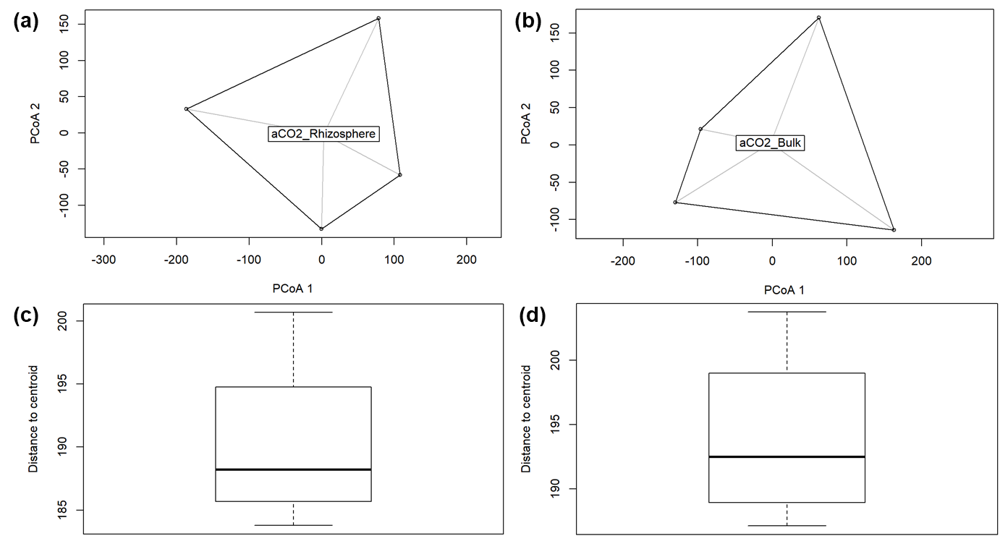 (a)
PCoA 2
150
100
50
0
-50
-100
aCO2_Rhizosphere
-300
-200
-100
0
100
200
PCoA 1
(b)
PCoA 2
150
100
50
0
-50
-100
aCO2_Bulk
-200
-100
0
100
200
PCoA 1
(c)
Distance to centroid
200
195
190
185
(d)
Distance to centroid
200
195
190